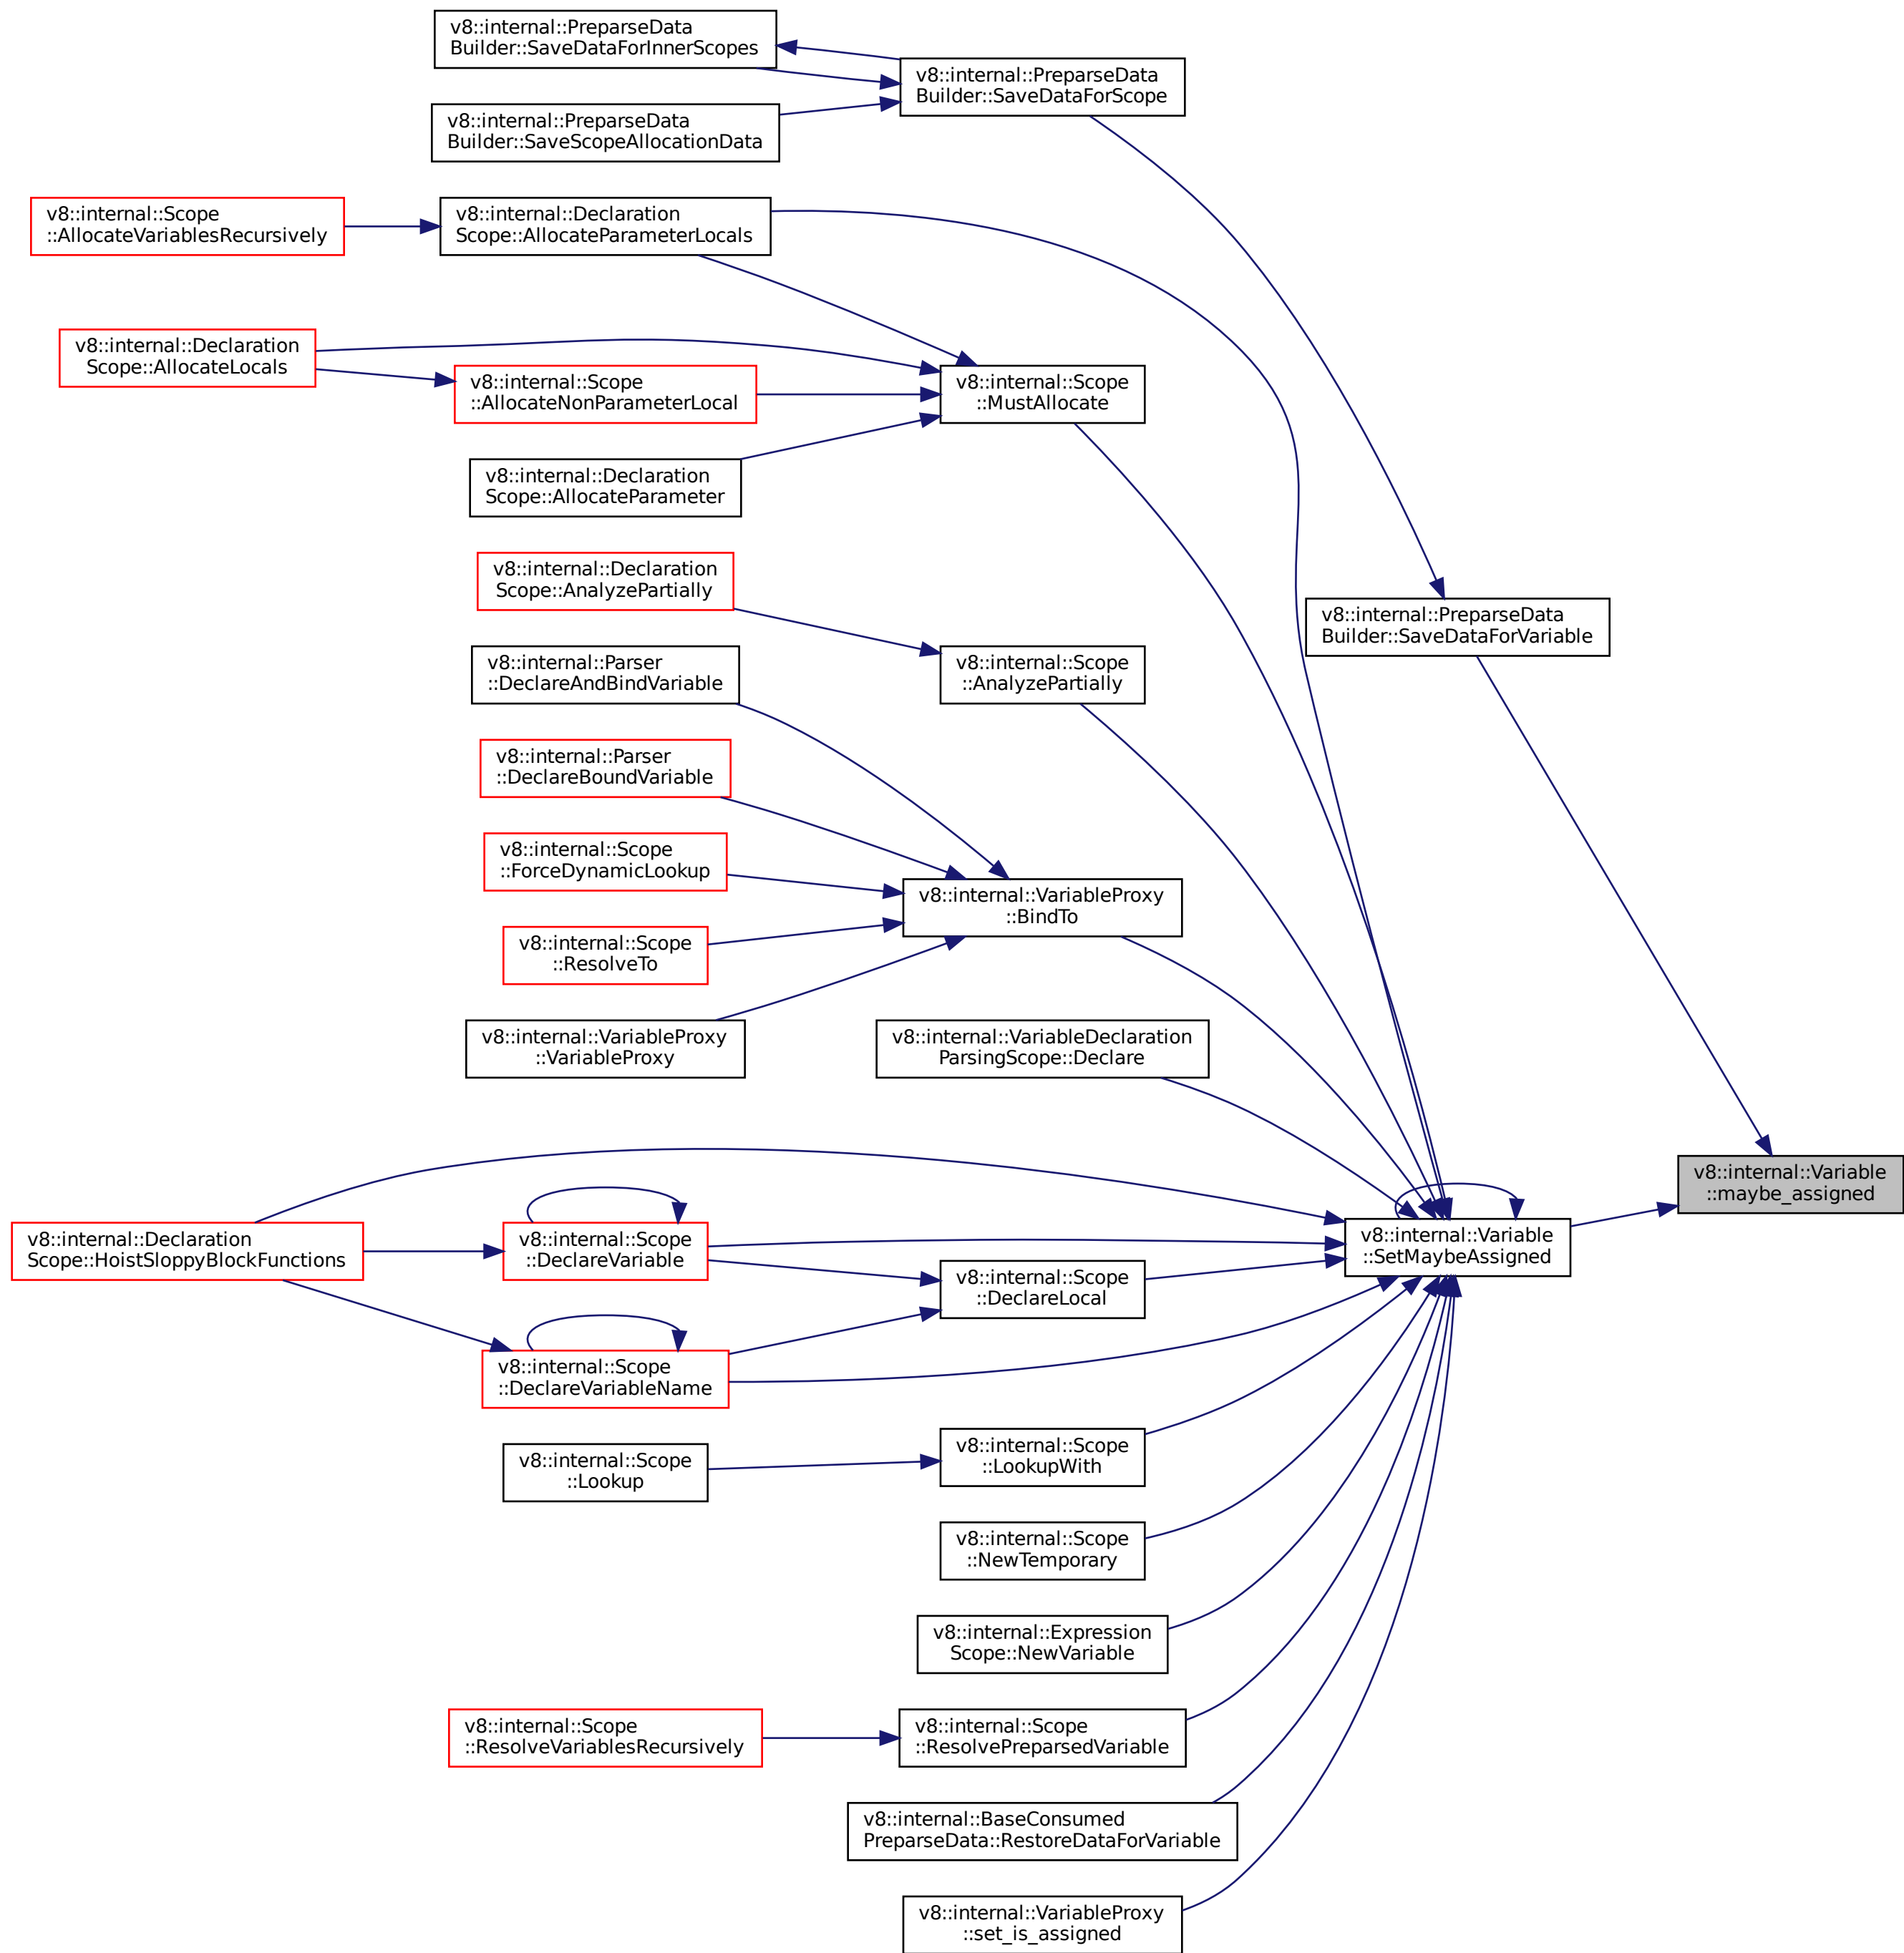 v8::internal::PreparseData
Builder::SaveDataForInnerScopes
v8::internal::PreparseData
Builder::SaveDataForScope
v8::internal::PreparseData
Builder::SaveScopeAllocationData
v8::internal::Scope
::AllocateVariablesRecursively
v8::internal::Declaration
Scope::AllocateParameterLocals
v8::internal::Declaration
Scope::AllocateLocals
v8::internal::Scope
::AllocateNonParameterLocal
v8::internal::Scope
::MustAllocate
v8::internal::Declaration
Scope::AllocateParameter
v8::internal::Declaration
Scope::AnalyzePartially
v8::internal::PreparseData
Builder::SaveDataForVariable
v8::internal::Parser
::DeclareAndBindVariable
v8::internal::Scope
::AnalyzePartially
v8::internal::Parser
::DeclareBoundVariable
v8::internal::Scope
::ForceDynamicLookup
v8::internal::VariableProxy
::BindTo
v8::internal::Scope
::ResolveTo
v8::internal::VariableProxy
::VariableProxy
v8::internal::VariableDeclaration
ParsingScope::Declare
v8::internal::Variable
::maybe_assigned
v8::internal::Declaration
Scope::HoistSloppyBlockFunctions
v8::internal::Scope
::DeclareVariable
v8::internal::Variable
::SetMaybeAssigned
v8::internal::Scope
::DeclareLocal
v8::internal::Scope
::DeclareVariableName
v8::internal::Scope
::Lookup
v8::internal::Scope
::LookupWith
v8::internal::Scope
::NewTemporary
v8::internal::Expression
Scope::NewVariable
v8::internal::Scope
::ResolveVariablesRecursively
v8::internal::Scope
::ResolvePreparsedVariable
v8::internal::BaseConsumed
PreparseData::RestoreDataForVariable
v8::internal::VariableProxy
::set_is_assigned